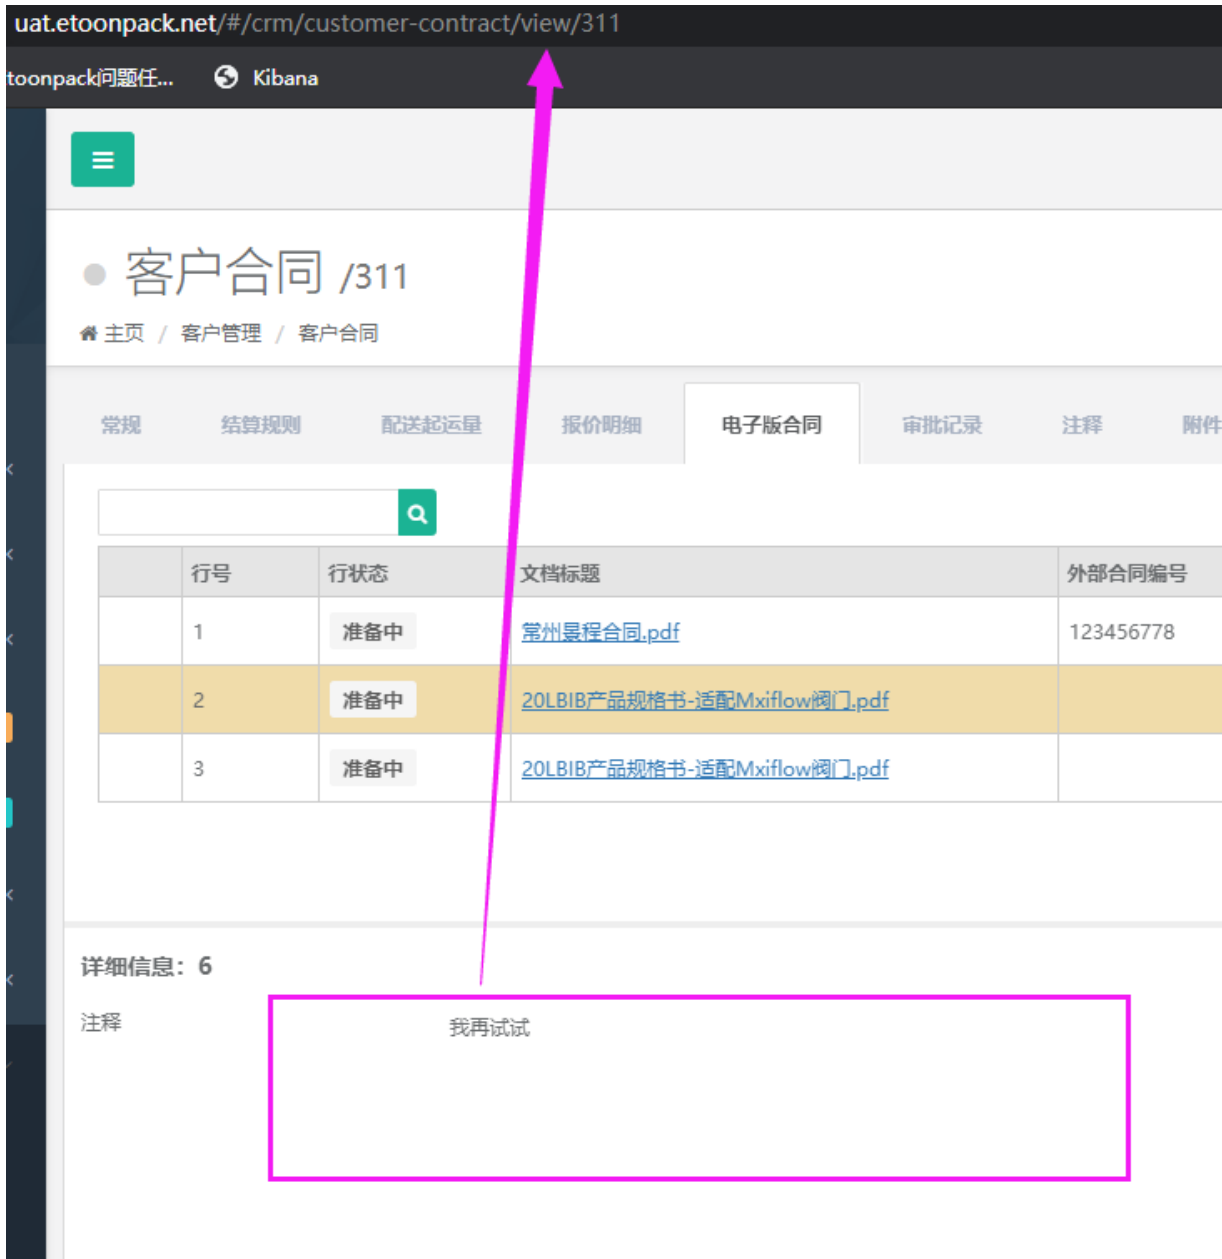 uat.etoonpack.net/#/crm/customer-contract/view/311
toonpack问题任... Kibana
客户合同 /311
主页 / 客户管理 / 客户合同
常规 结算规则 配送起运量 报价明细 电子版合同 审批记录 注释 附件
行号 行状态 文档标题 外部合同编号
1 准备中 常州景程合同.pdf 123456778
2 准备中 20LBIB产品规格书-适配Mxiflow阀门.pdf
3 准备中 20LBIB产品规格书-适配Mxiflow阀门.pdf
详细信息：6
注释 我再试试